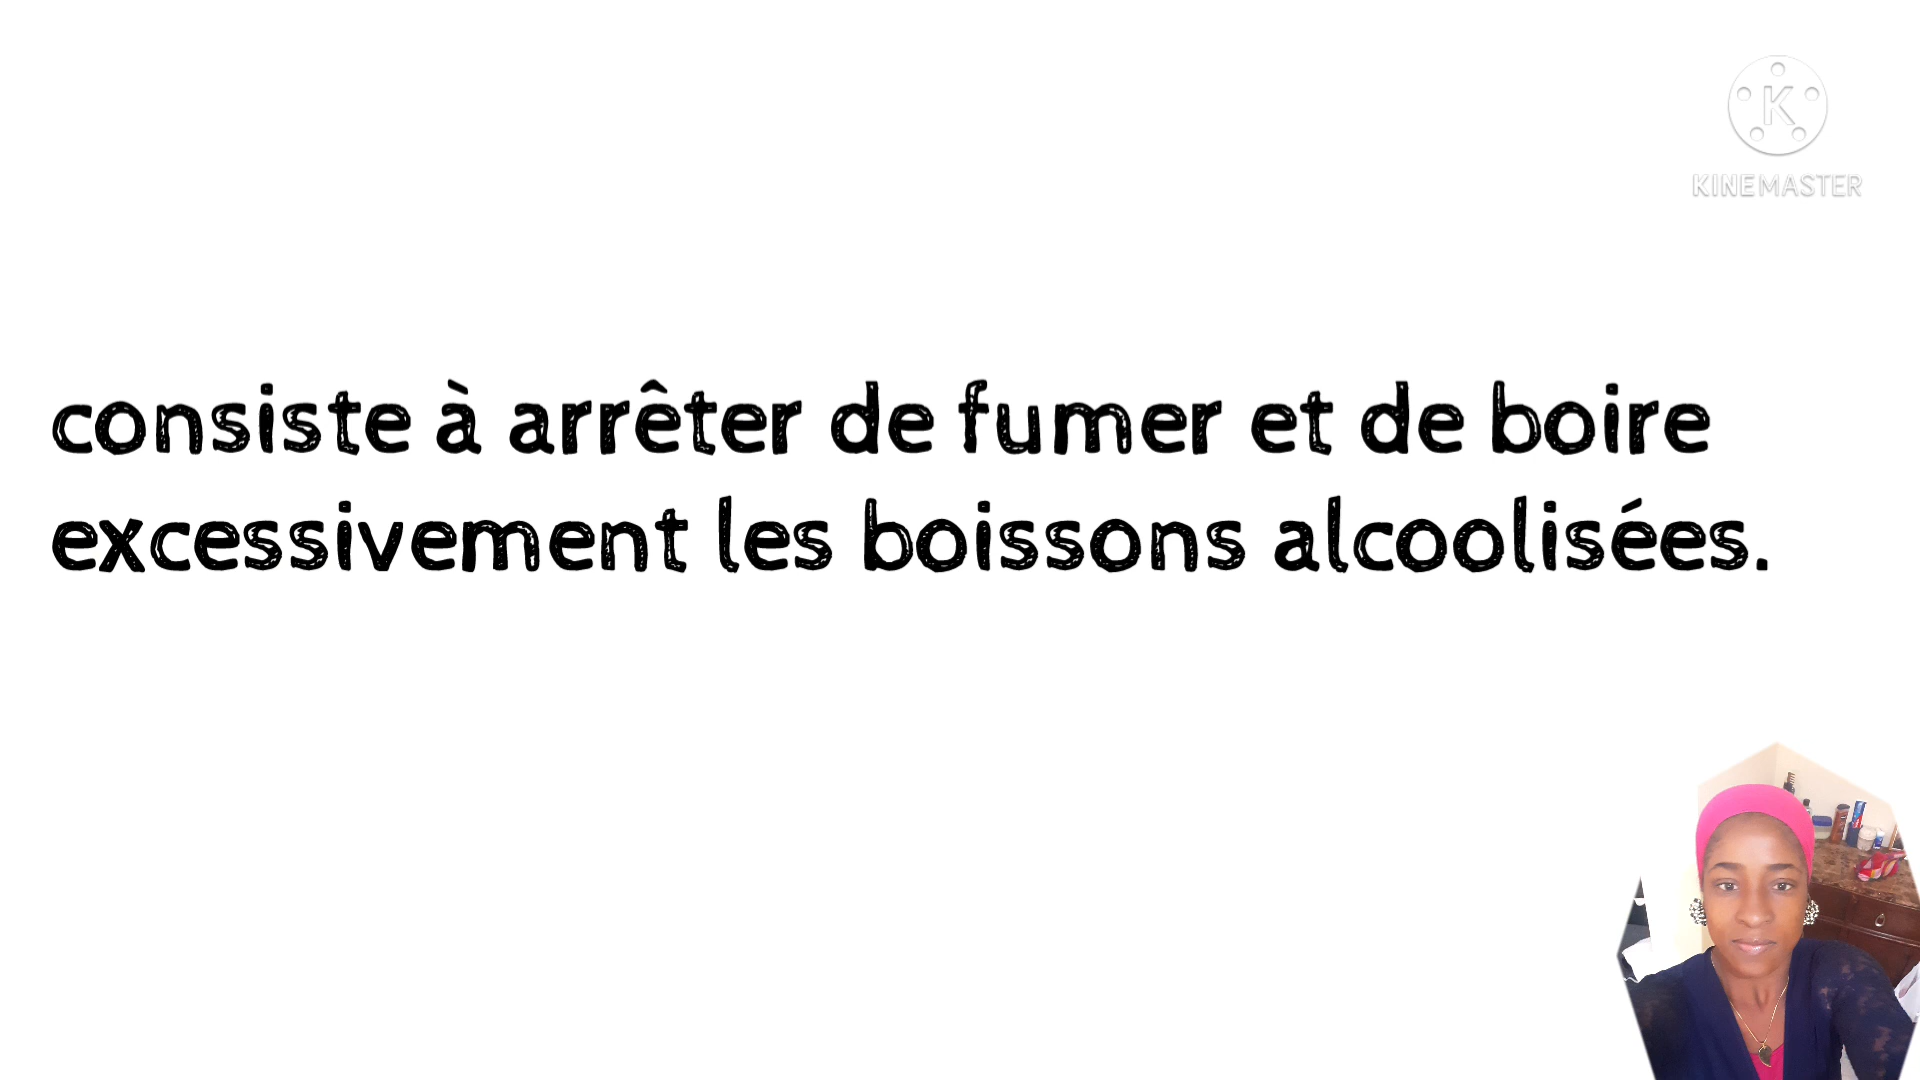 KINEMASTER
consiste à arrêter de fumer et de boire
excessivement les boissons alcoolisées.